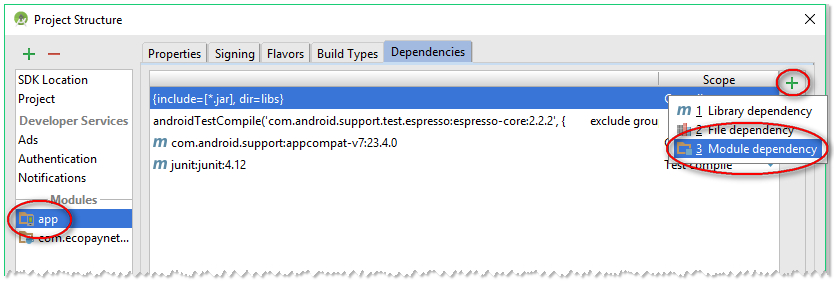 Project Structure
Properties Signing Flavors Build Types Dependencies
SDK Location
Project
Developer Services
Ads
Authentication
Notifications
Modules
app
com.ecopaynet...
Scope
{include=[*.jar], dir=libs}
androidTestCompile('com.android.support.test.espresso:espresso-core:2.2.2', { exclude grou
m com.android.support:appcompat-v7:23.4.0
m junit:junit:4.12 Test compile
m 1 Library dependency
2 File dependency
3 Module dependency